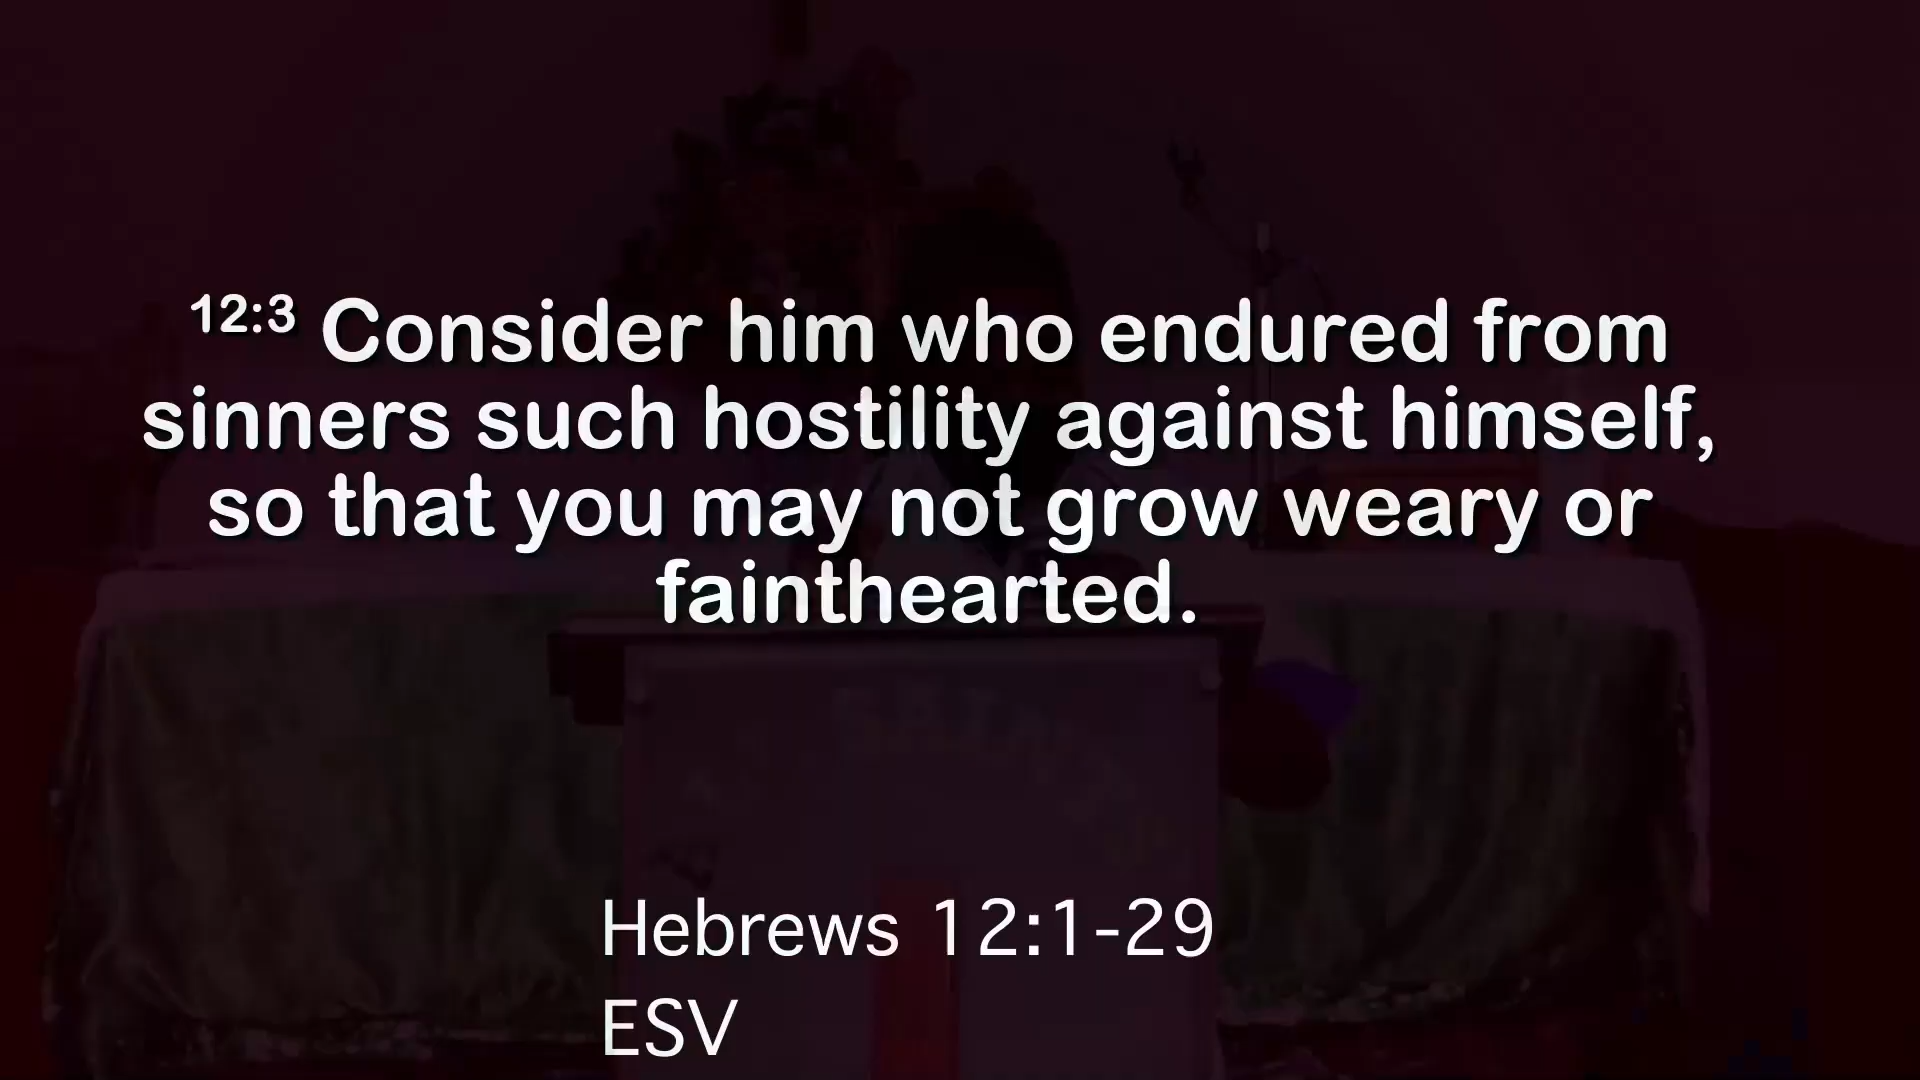 12:3 Consider him who endured from
sinners such hostility against himself,
so that you may not grow weary or
fainthearted.
Hebrews 12:1-29
ESV